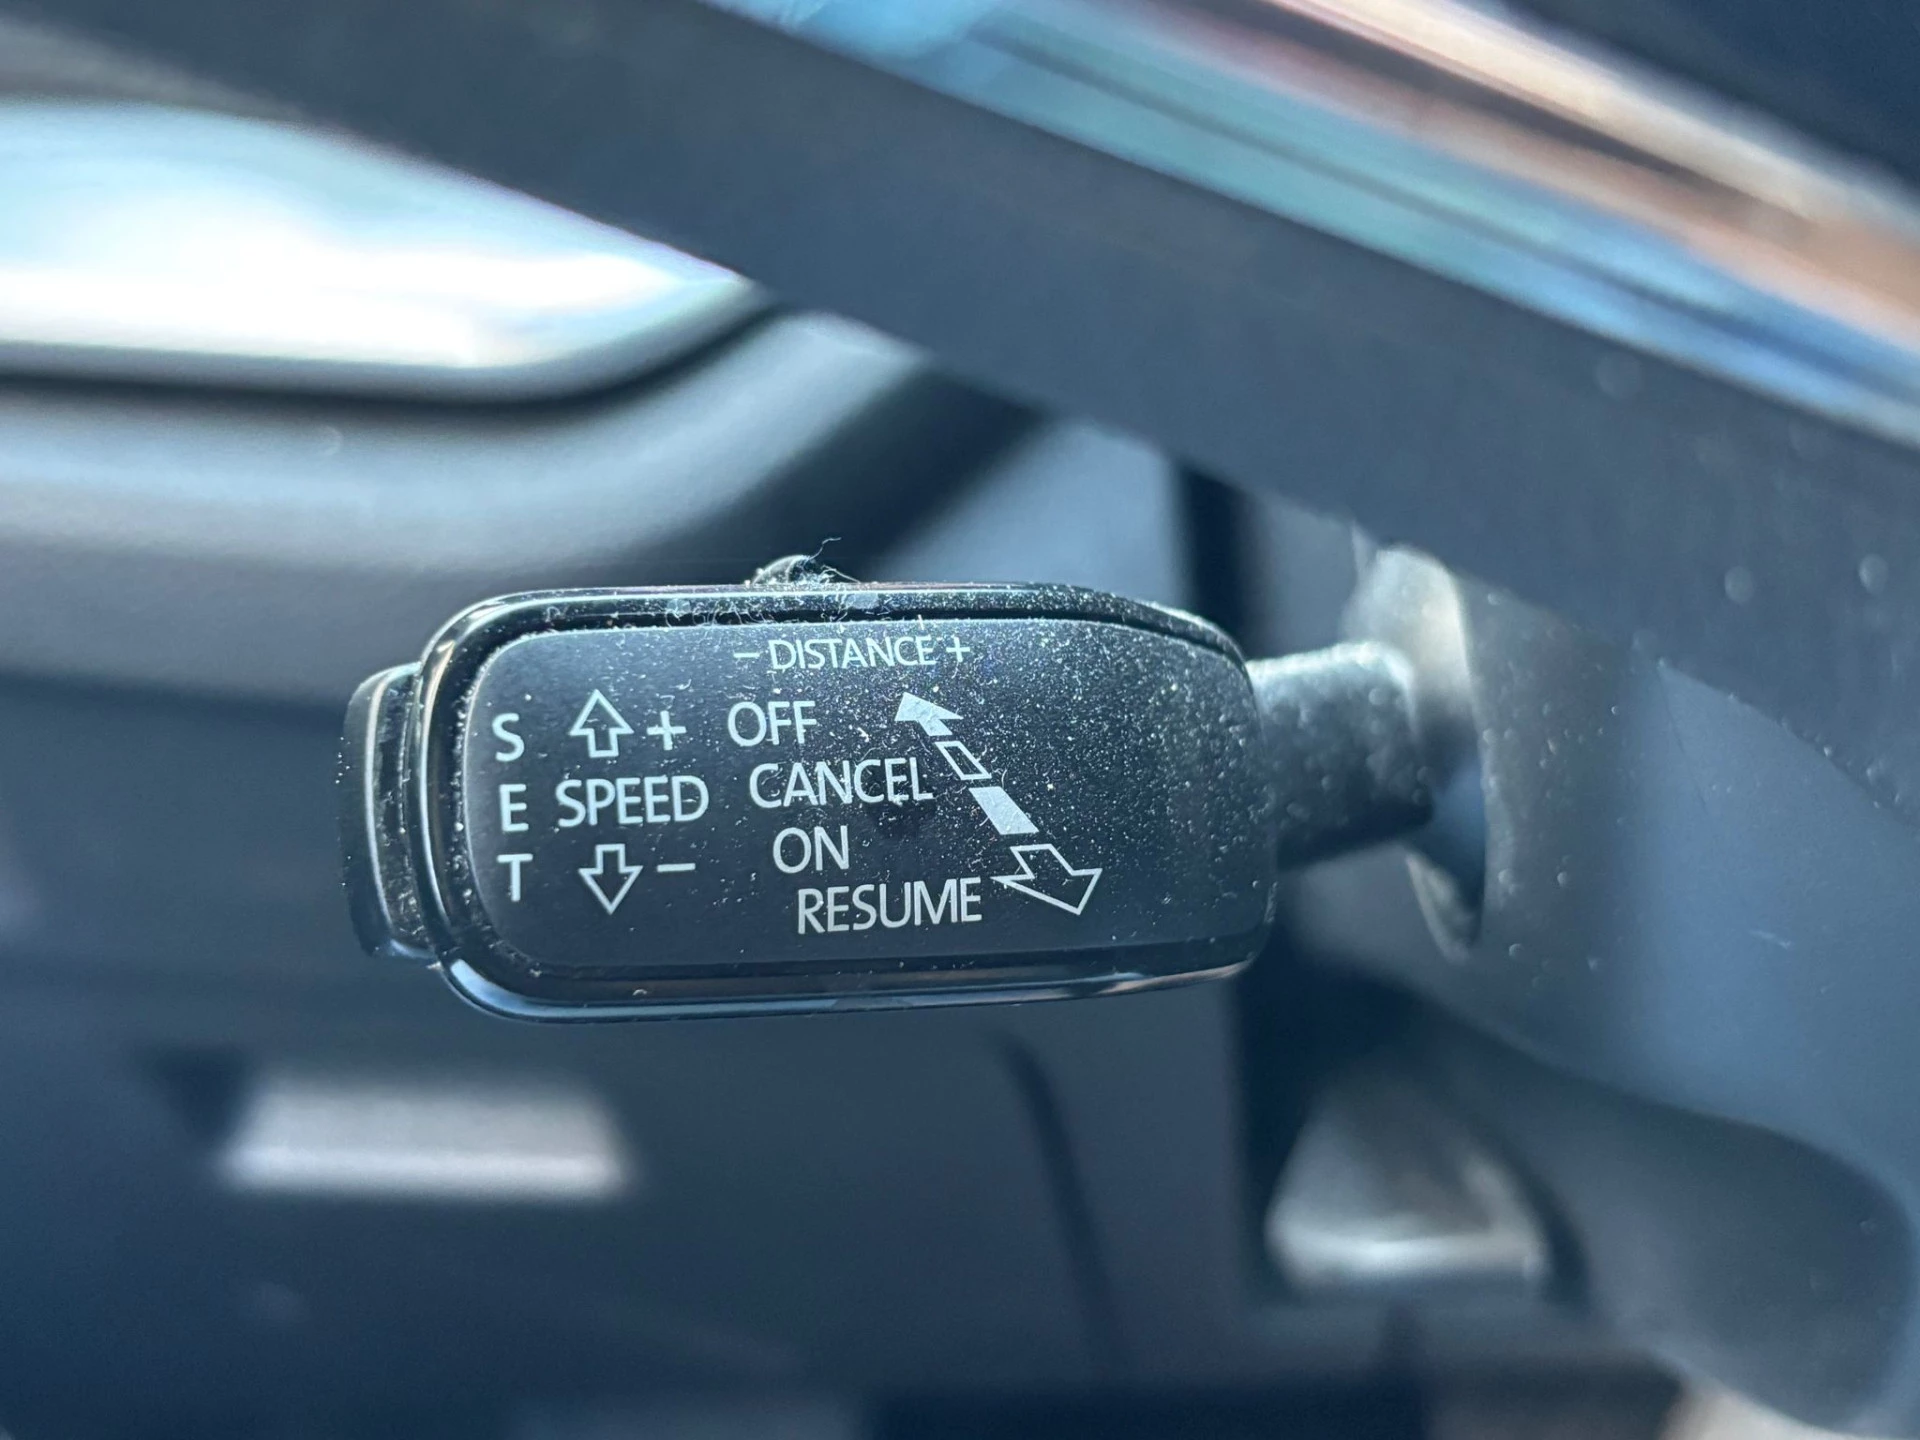 – DISTANCE +
S + OFF
E SPEED CANCEL
T – ON
RESUME